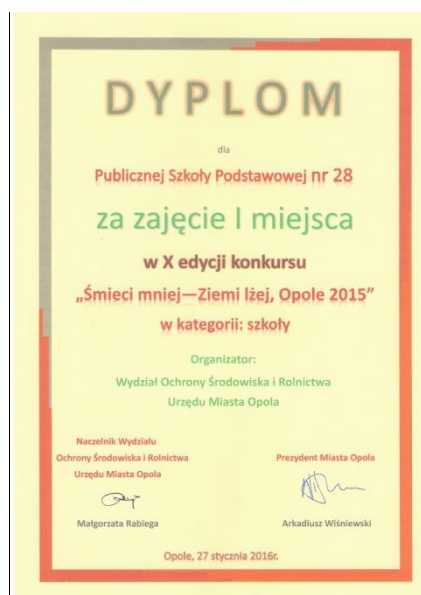 DYPLOM
dla
Publicznej Szkoły Podstawowej nr 28
za zajęcie I miejsca
w X edycji konkursu
„Śmieci mniej—Ziemi lżej, Opole 2015”
w kategorii: szkoły
Organizator:
Wydział Ochrony Środowiska i Rolnictwa
Urzędu Miasta Opola
Naczelnik Wydziału
Ochrony Środowiska i Rolnictwa
Urzędu Miasta Opola
Małgorzata Rabiega
Prezydent Miasta Opola
Arkadiusz Wiśniewski
Opole, 27 stycznia 2016r.